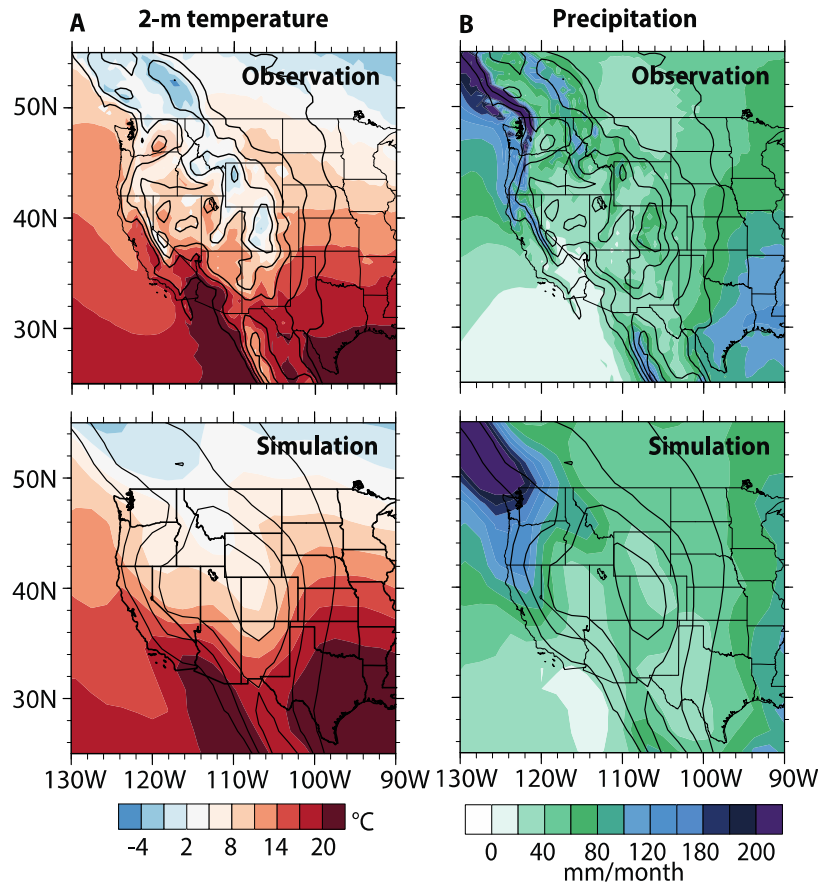 A 2-m temperature
B Precipitation
Observation
Observation
50N
40N
30N
Simulation
Simulation
50N
40N
30N
130W 120W 110W 100W 90W
130W 120W 110W 100W 90W
-4 2 8 14 20 °C
0 40 80 120 180 200
mm/month